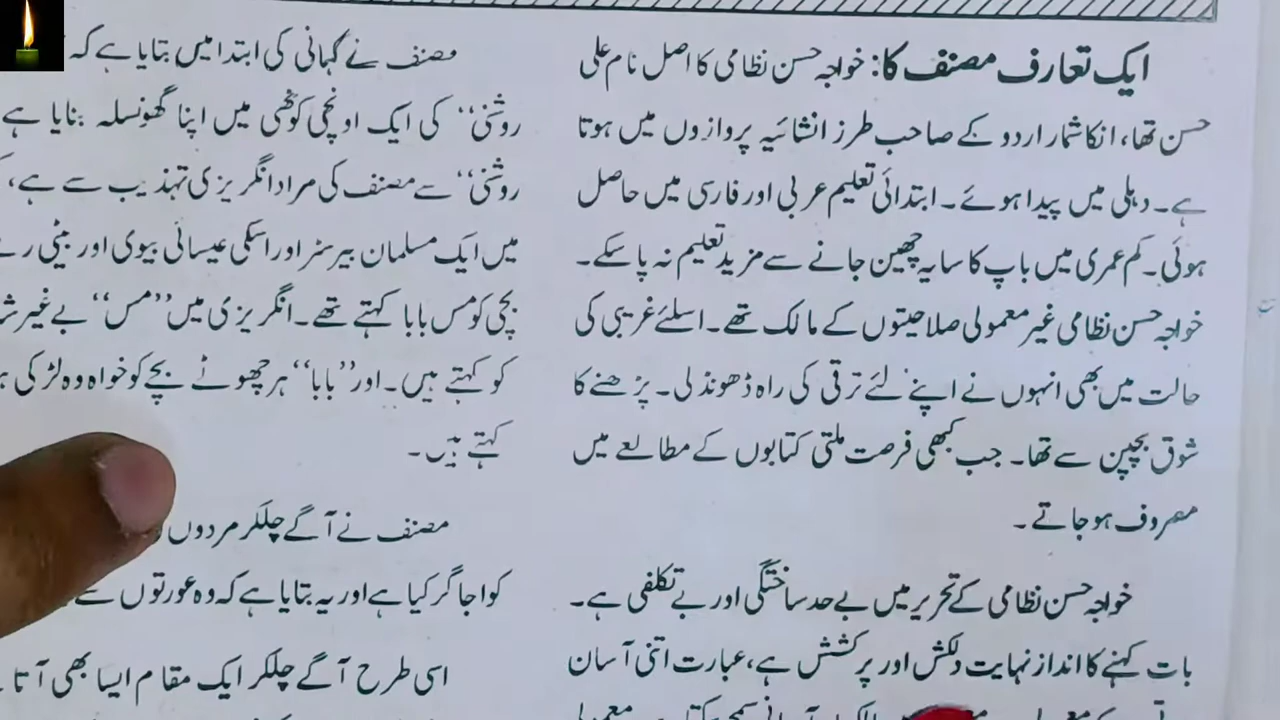 ایک تعارف مصنف کا: خواجہ حسن نظامی کا اصل نام علی
حسن تھا، انکا شمار اردو کے صاحب طرز انشائیہ پروازوں میں ہوتا
ہے۔ دہلی میں پیدا ہوئے۔ ابتدائی تعلیم عربی اور فارسی میں حاصل
ہوئی۔ کم عمری میں باپ کا سایہ چھین جانے سے مزید تعلیم نہ پاسکے۔
خواجہ حسن نظامی غیر معمولی صلاحیتوں کے مالک تھے۔ اسلئے غریبی کی
حالت میں بھی انہوں نے اپنے لئے ترقی کی راہ ڈھونڈ لی۔ پڑھنے کا
شوق بچپن سے تھا۔ جب کبھی فرصت ملتی کتابوں کے مطالعے میں
مصروف ہو جاتے۔
خواجہ حسن نظامی کے تحریر میں بے حد ساختگی اور بے تکلفی ہے۔
بات کہنے کا انداز نہایت دلکش اور پرکشش ہے، عبارت اتنی آسان
مصنف نے کہانی کی ابتدا میں بتایا ہے کہ
روشنی‘‘ کی ایک اونچی کوٹھی میں اپنا گھونسلہ بنایا ہے
روشنی‘‘ سے مصنف کی مراد انگریزی تہذیب سے ہے،
میں ایک مسلمان بیرسٹر اور اسکی عیسائی بیوی اور بیٹی
بچی کو مس بابا کہتے تھے۔ انگریزی میں ’’مس‘‘ بے غیر
کو کہتے ہیں۔ اور ’’بابا‘‘ ہر چھوٹے بچے کو خواہ وہ لڑکی
کہتے ہیں۔
مصنف نے آگے چلکر مردوں
کو اجاگر کیا ہے اور یہ بتایا ہے کہ وہ عورتوں سے
اسی طرح آگے چلکر ایک مقام ایسا بھی آتا